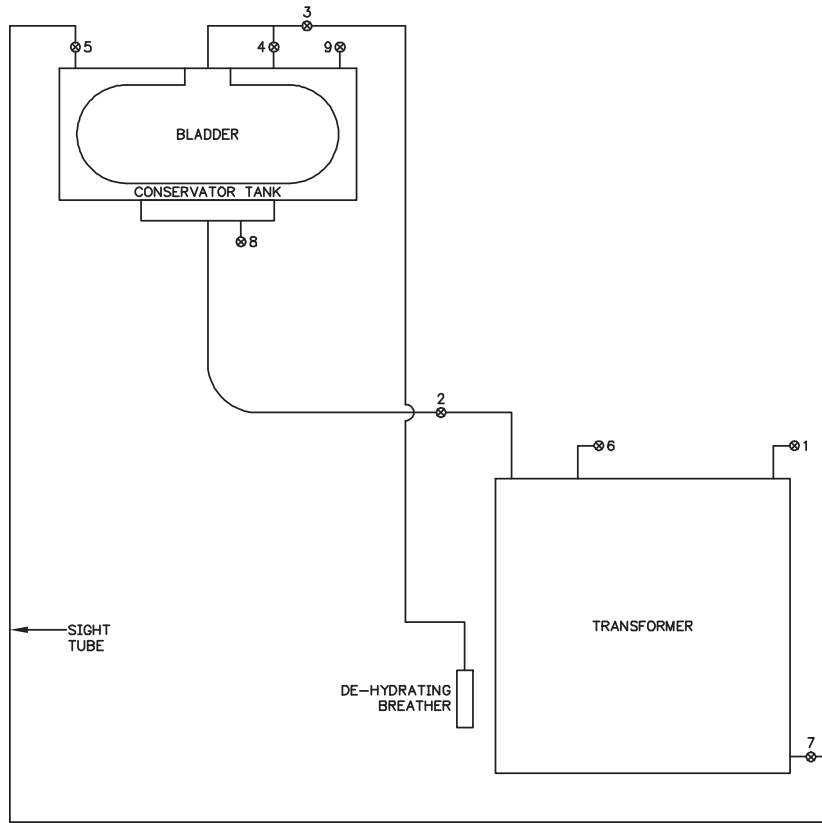 3
5
4
9
BLADDER
CONSERVATOR TANK
8
2
6
1
SIGHT
TUBE
TRANSFORMER
DE-HYDRATING
BREATHER
7